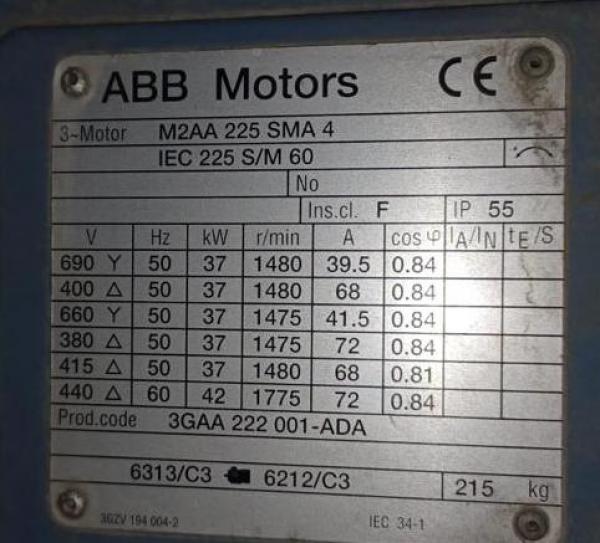 ABB Motors CE
3~Motor M2AA 225 SMA 4
IEC 225 S/M 60
No
Ins.cl. F IP 55
V Hz kW r/min A cos φ IA/IN tE/S
690 Y 50 37 1480 39.5 0.84
400 Δ 50 37 1480 68 0.84
660 Y 50 37 1475 41.5 0.84
380 Δ 50 37 1475 72 0.84
415 Δ 50 37 1480 68 0.81
440 Δ 60 42 1775 72 0.84
Prod.code 3GAA 222 001-ADA
6313/C3 6212/C3 215 kg
3GZV 194 004-2 IEC 34-1